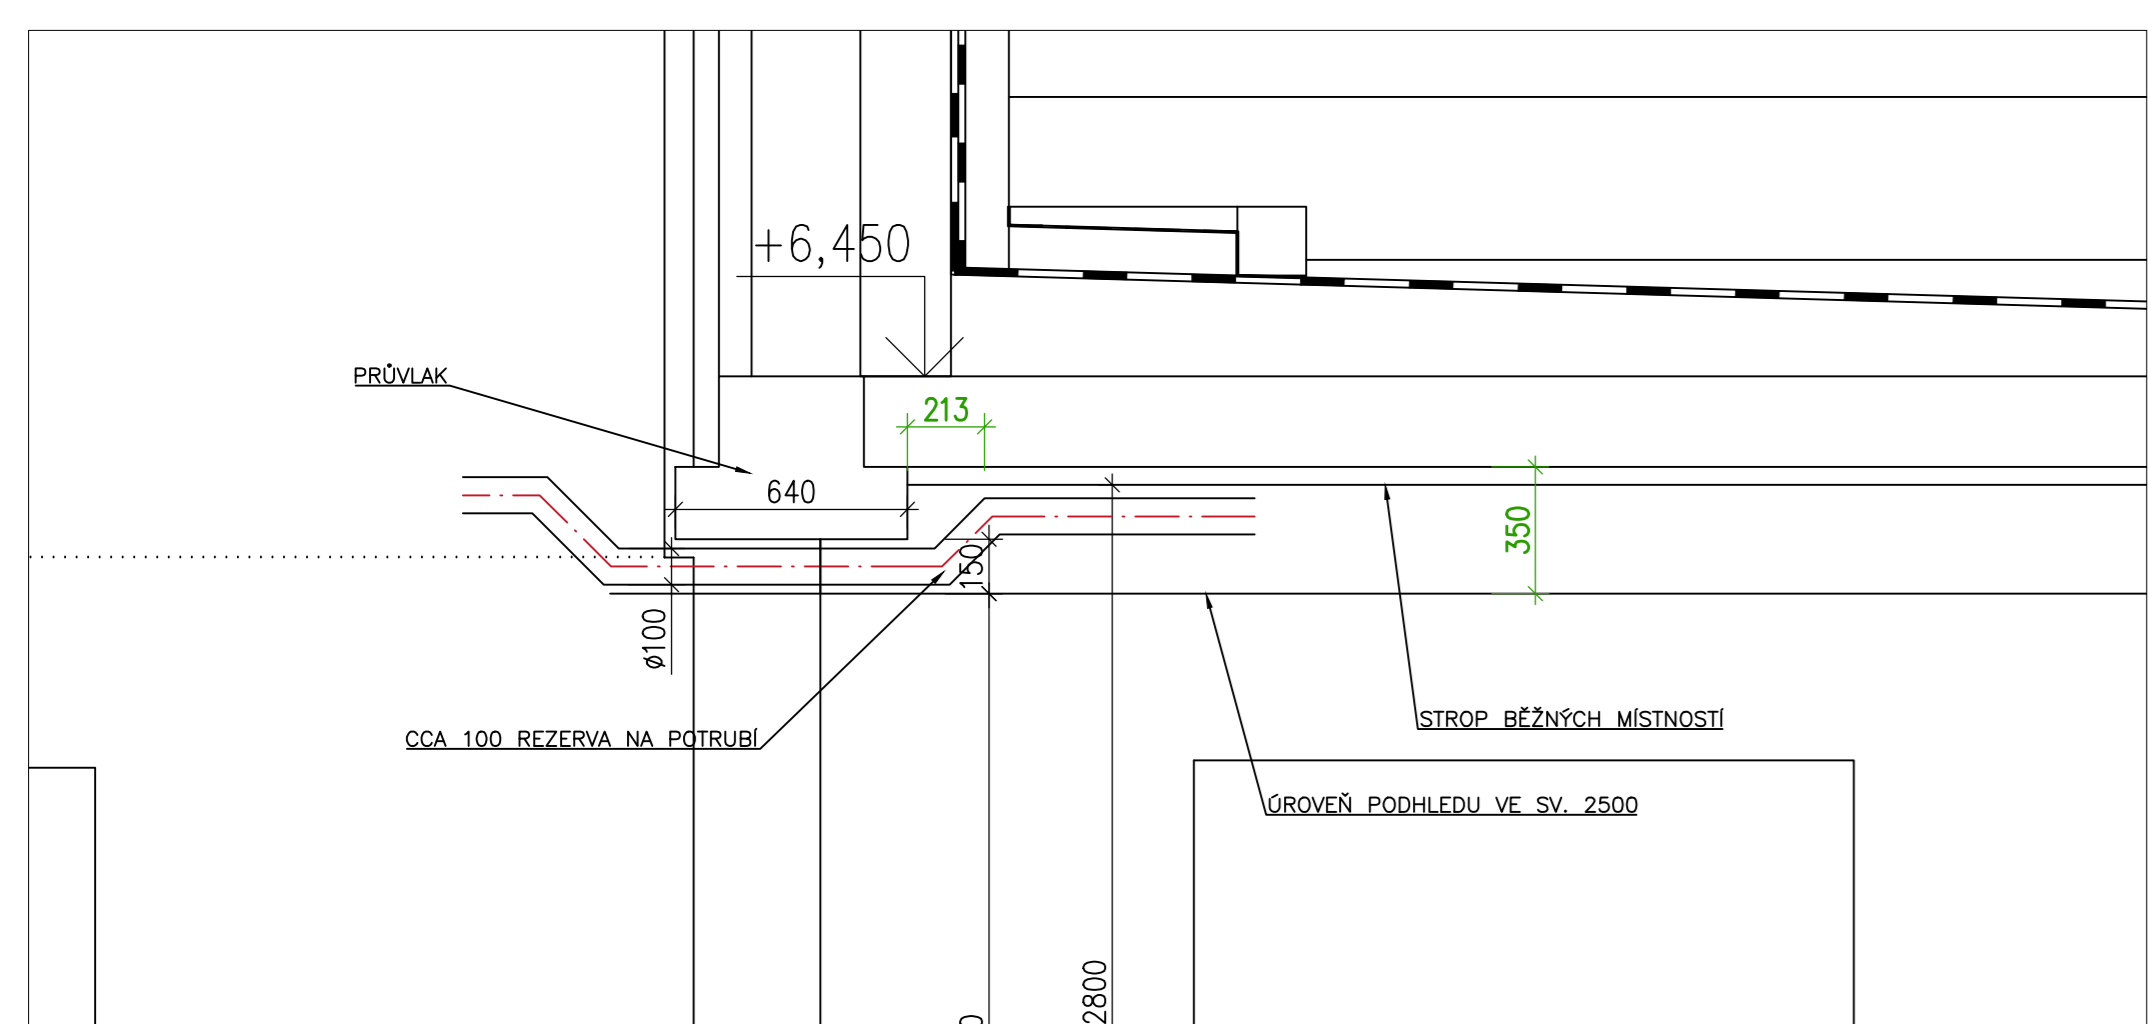 +6,450
PRŮVLAK
213
640
350
150
ø100
STROP BĚŽNÝCH MÍSTNOSTÍ
CCA 100 REZERVA NA POTRUBÍ
ÚROVEŇ PODHLEDU VE SV. 2500
2800